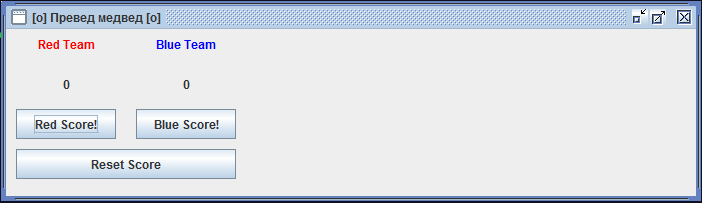 [o] Превед медвед [o]
Red Team Blue Team
0 0
Red Score! Blue Score!
Reset Score